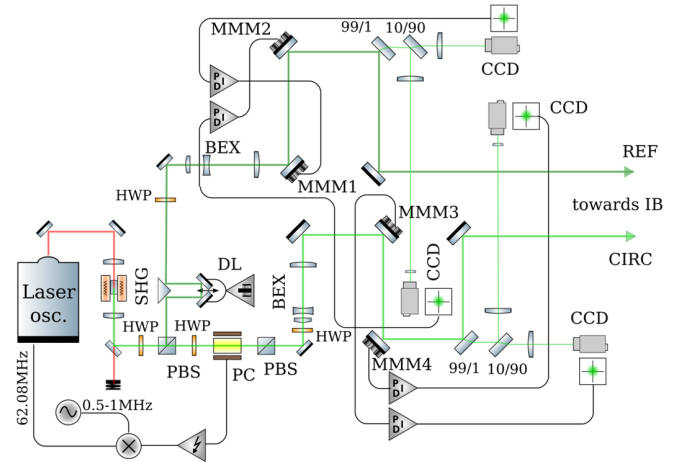 MMM2
99/1
10/90
CCD
P
I
D
P
I
D
CCD
BEX
REF
MMM1
HWP
MMM3
towards IB
CIRC
DL
CCD
SHG
BEX
Laser
osc.
CCD
HWP
HWP
HWP
PBS
PC
PBS
MMM4
99/1
10/90
62.08MHz
0.5-1MHz
P
I
D
P
I
D